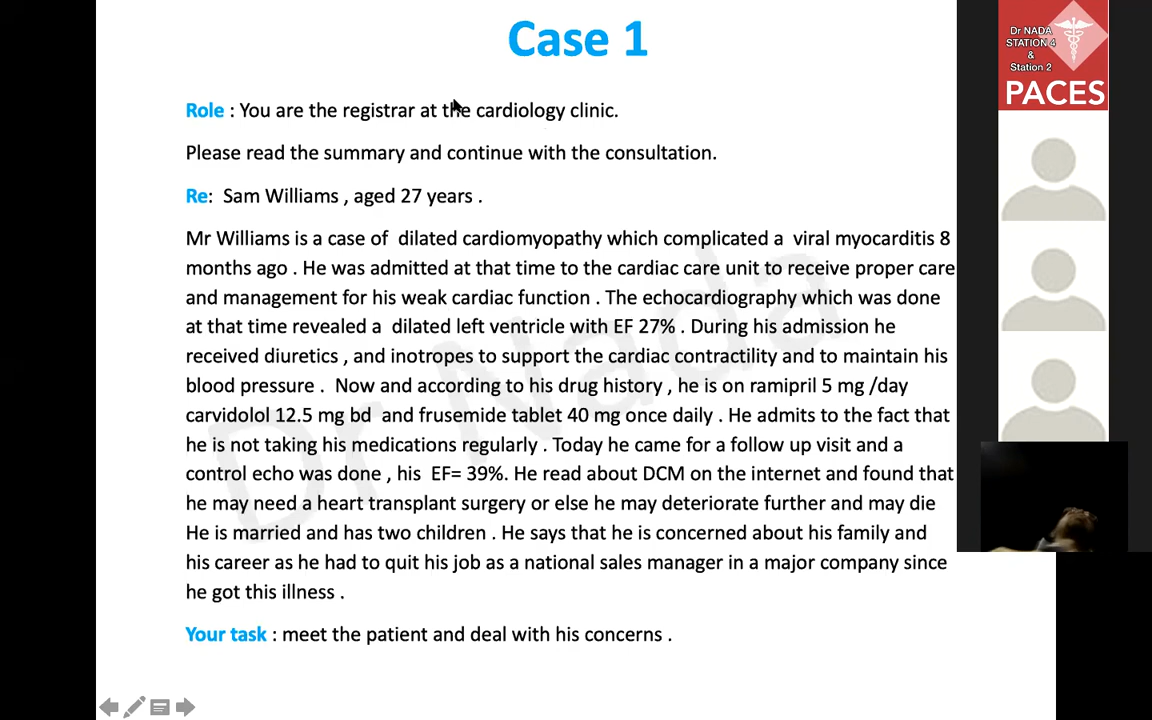 Case 1
Role : You are the registrar at the cardiology clinic.
Please read the summary and continue with the consultation.
Re:  Sam Williams , aged 27 years .
Mr Williams is a case of  dilated cardiomyopathy which complicated a  viral myocarditis 8
months ago . He was admitted at that time to the cardiac care unit to receive proper care
and management for his weak cardiac function . The echocardiography which was done
at that time revealed a  dilated left ventricle with EF 27% . During his admission he
received diuretics , and inotropes to support the cardiac contractility and to maintain his
blood pressure .  Now and according to his drug history , he is on ramipril 5 mg /day
carvidolol 12.5 mg bd  and frusemide tablet 40 mg once daily . He admits to the fact that
he is not taking his medications regularly . Today he came for a follow up visit and a
control echo was done , his  EF= 39%. He read about DCM on the internet and found that
he may need a heart transplant surgery or else he may deteriorate further and may die
He is married and has two children . He says that he is concerned about his family and
his career as he had to quit his job as a national sales manager in a major company since
he got this illness .
Your task : meet the patient and deal with his concerns .
Dr Nada
Dr NADA
STATION 4
&
Station 2
PACES